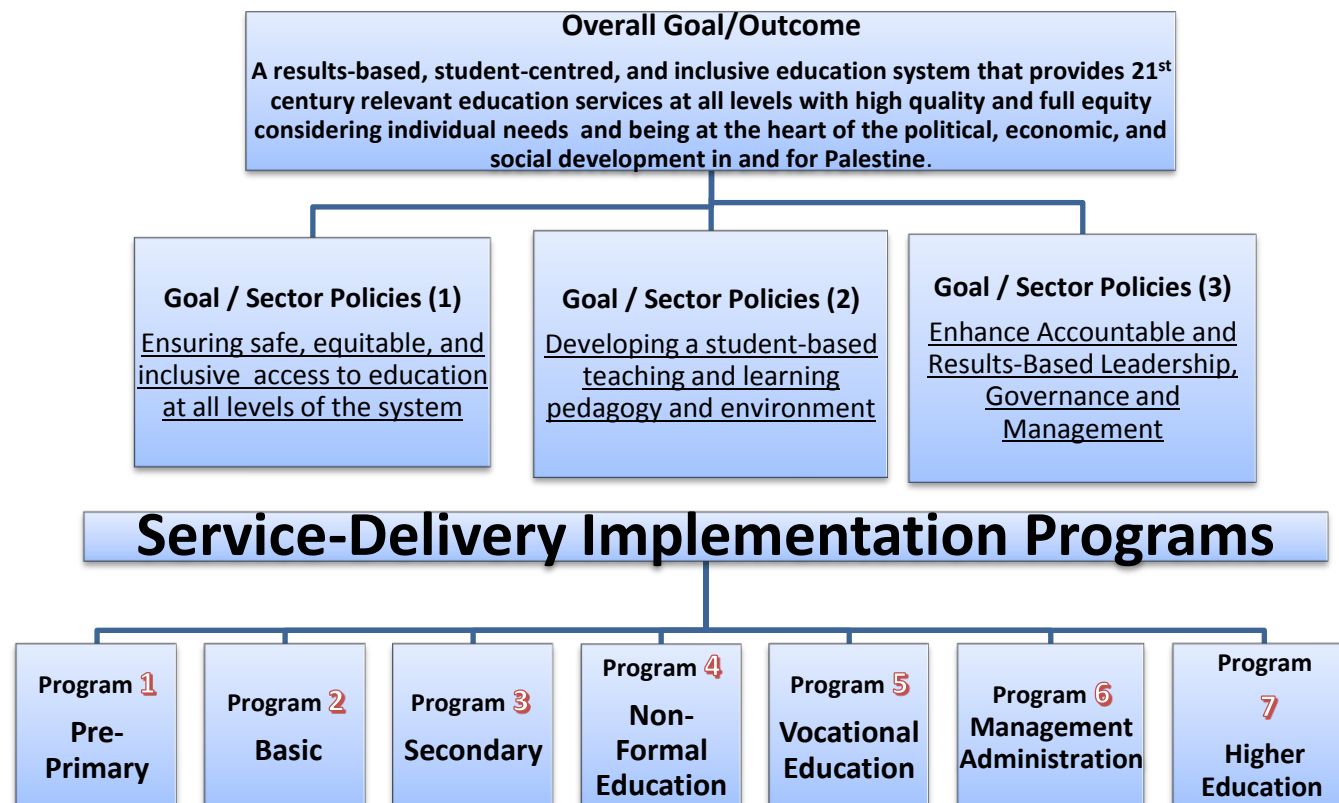 Overall Goal/Outcome
A results-based, student-centred, and inclusive education system that provides 21st
century relevant education services at all levels with high quality and full equity
considering individual needs and being at the heart of the political, economic, and
social development in and for Palestine.
Goal / Sector Policies (1)
Ensuring safe, equitable, and
inclusive access to education
at all levels of the system
Goal / Sector Policies (2)
Developing a student-based
teaching and learning
pedagogy and environment
Goal / Sector Policies (3)
Enhance Accountable and
Results-Based Leadership,
Governance and
Management
Service-Delivery Implementation Programs
Program 1
Pre-
Primary
Program 2
Basic
Program 3
Secondary
Program 4
Non-
Formal
Education
Program 5
Vocational
Education
Program 6
Management
Administration
Program
7
Higher
Education